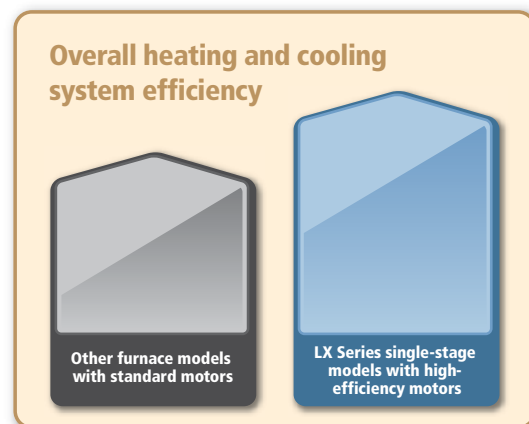 Overall heating and cooling
system efficiency
Other furnace models
with standard motors
LX Series single-stage
models with high-
efficiency motors